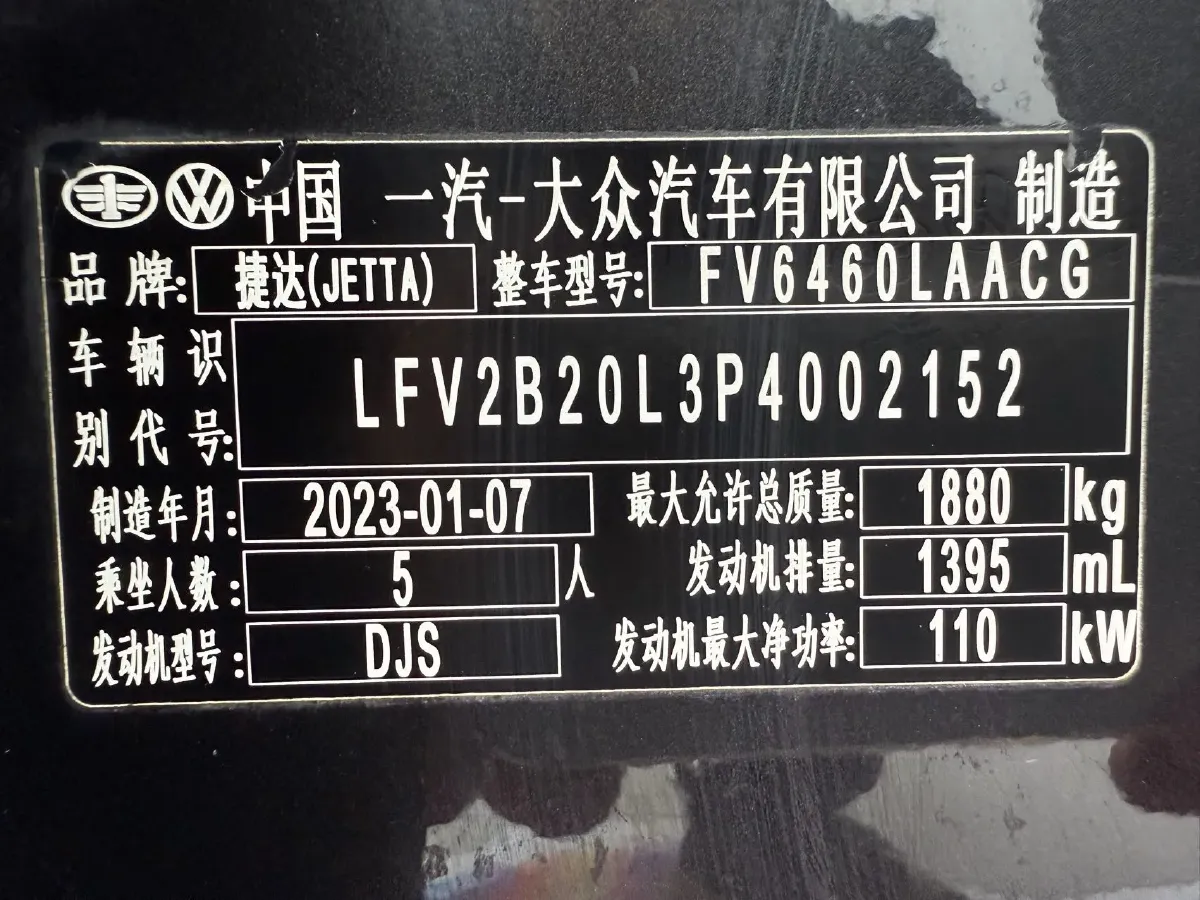 中国 一汽-大众汽车有限公司 制造
品牌: 捷达(JETTA) 整车型号: FV6460LAACG
车辆识别代号: LFV2B20L3P4002152
制造年月: 2023-01-07 最大允许总质量: 1880 kg
乘坐人数: 5 人 发动机排量: 1395 mL
发动机型号: DJS 发动机最大净功率: 110 kW